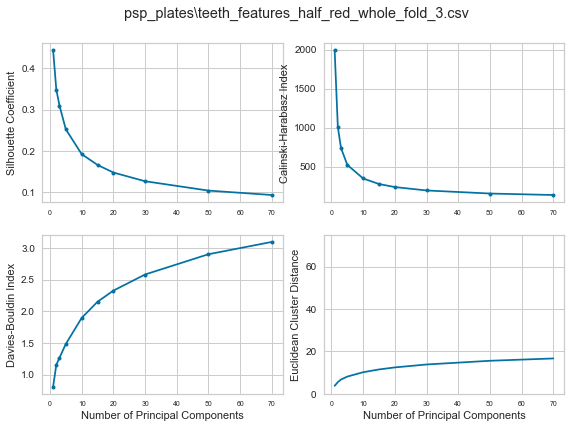 psp_plates\teeth_features_half_red_whole_fold_3.csv
Silhouette Coefficient
0.4
0.3
0.2
0.1
0 10 20 30 40 50 60 70
Calinski-Harabasz-Index
2000
1500
1000
500
0 10 20 30 40 50 60 70
Davies-Bouldin Index
3.0
2.5
2.0
1.5
1.0
0 10 20 30 40 50 60 70
Number of Principal Components
Euclidean Cluster Distance
60
40
20
0
0 10 20 30 40 50 60 70
Number of Principal Components